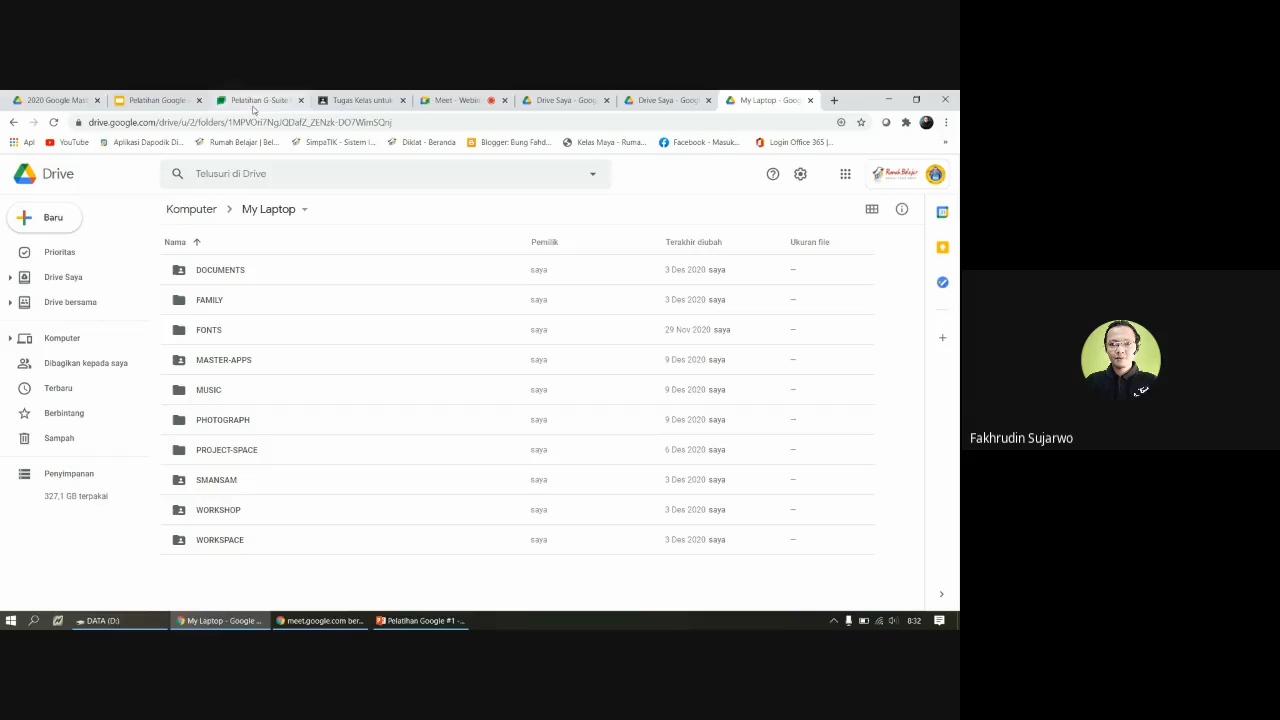 2020 Google Mas
Pelatihan Google -
Pelatihan G-Suite
Tugas Kelas untuk
Meet - Webin
Drive Saya - Goog
Drive Saya - Goog
My Laptop - Goog
drive.google.com/drive/u/2/folders/1MPVOri7NgJQDafZ_ZENzk-DO7WimSQnj
Apl
YouTube
Aplikasi Dapodik Di...
Rumah Belajar | Bel...
SimpaTIK - Sistem I...
Diklat - Beranda
Blogger: Bung Fahd...
Kelas Maya - Ruma...
Facebook - Masuk...
Login Office 365 |...
Drive
Telusuri di Drive
Rumah Belajar
Baru
Komputer > My Laptop
Nama
Pemilik
Terakhir diubah
Ukuran file
Prioritas
Drive Saya
Drive bersama
Komputer
Dibagikan kepada saya
Terbaru
Berbintang
Sampah
Penyimpanan
327,1 GB terpakai
DOCUMENTS saya 3 Des 2020 saya —
FAMILY saya 3 Des 2020 saya —
FONTS saya 29 Nov 2020 saya —
MASTER-APPS saya 9 Des 2020 saya —
MUSIC saya 9 Des 2020 saya —
PHOTOGRAPH saya 9 Des 2020 saya —
PROJECT-SPACE saya 6 Des 2020 saya —
SMANSAM saya 3 Des 2020 saya —
WORKSHOP saya 3 Des 2020 saya —
WORKSPACE saya 3 Des 2020 saya —
Fakhrudin Sujarwo
DATA (D:)
My Laptop - Google ...
meet.google.com ber...
Pelatihan Google #1 -...
8:32